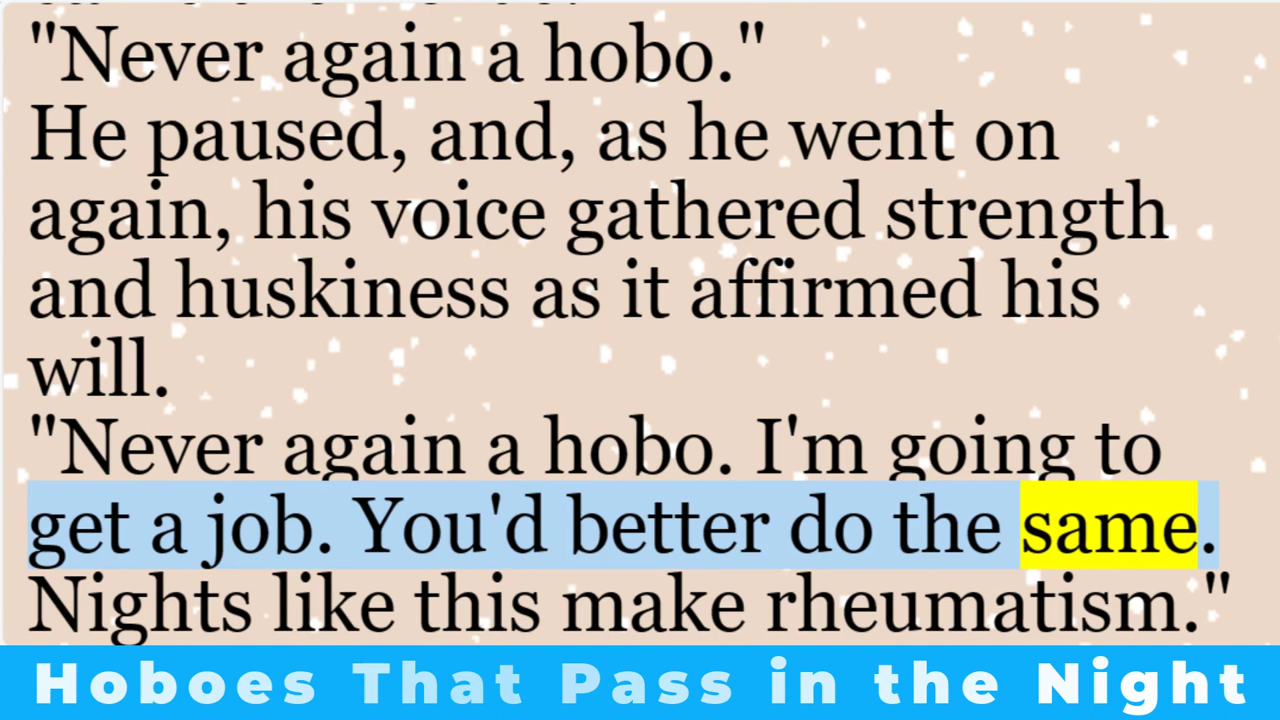 "Never again a hobo."
He paused, and, as he went on
again, his voice gathered strength
and huskiness as it affirmed his
will.
"Never again a hobo. I'm going to
get a job. You'd better do the same.
Nights like this make rheumatism."
Hoboes That Pass in the Night